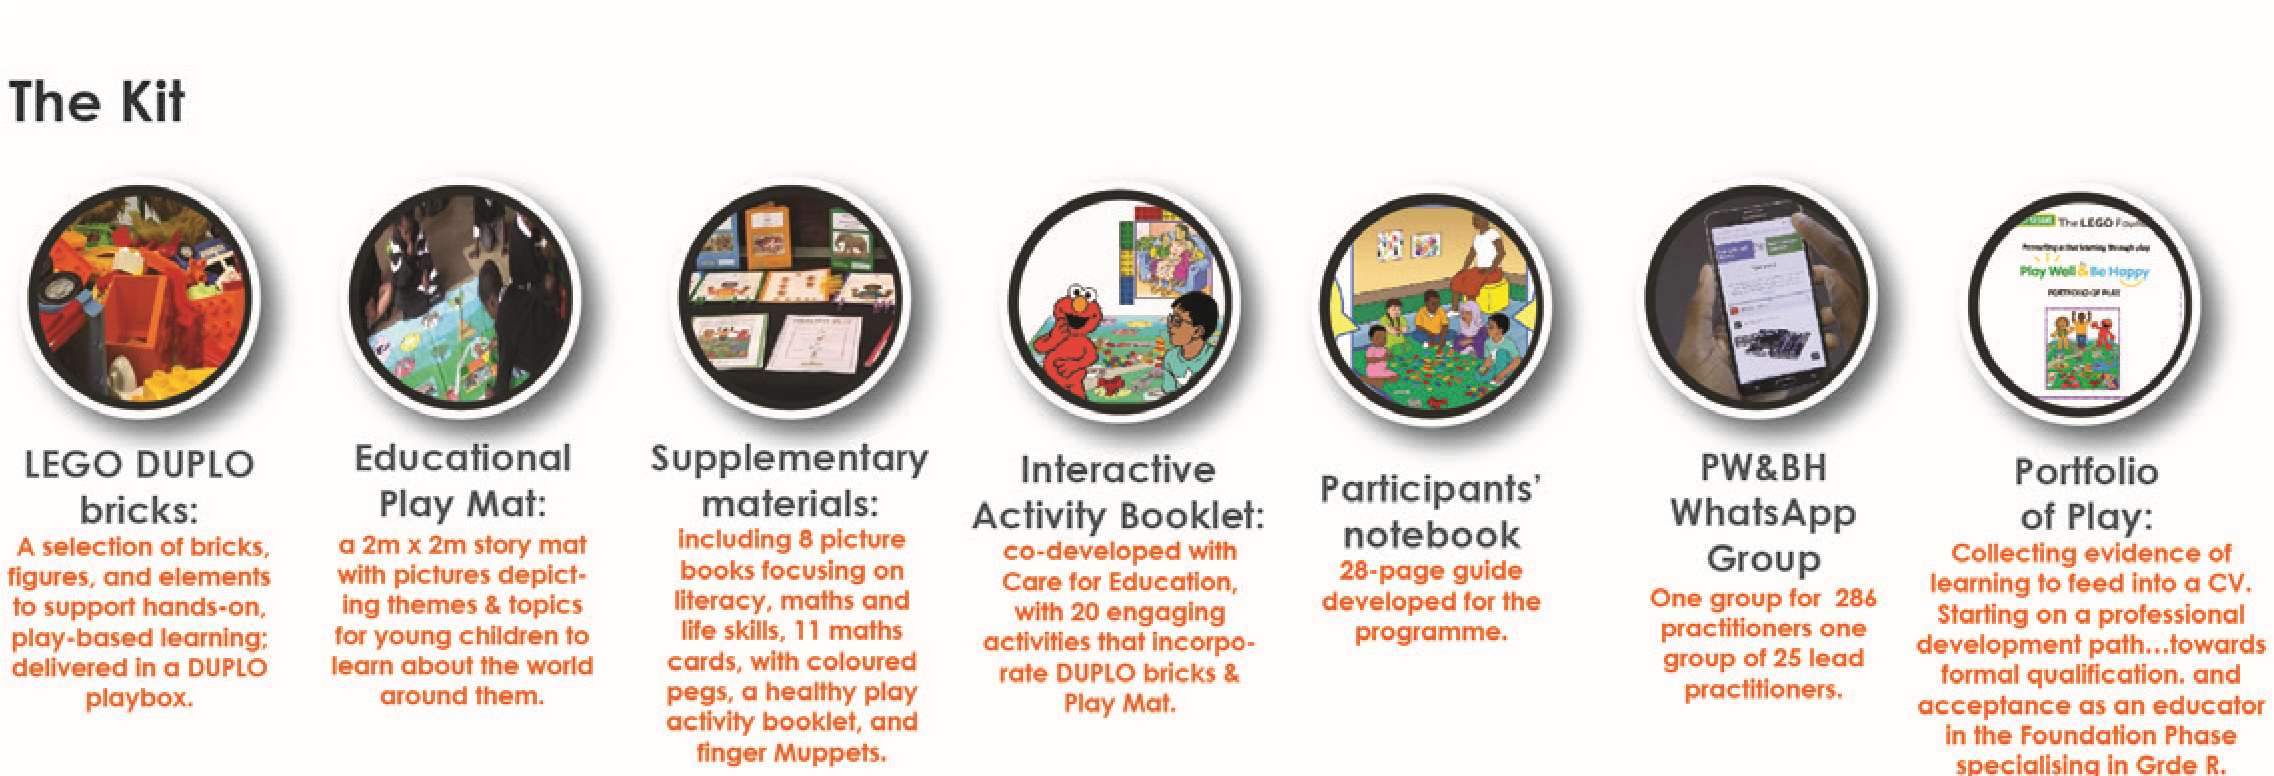 The Kit
The LEGO
Play Well & Be Happy
PORTFOLIO OF PLAY
LEGO DUPLO
bricks:
A selection of bricks,
figures, and elements
to support hands-on,
play-based learning;
delivered in a DUPLO
playbox.
Educational
Play Mat:
a 2m x 2m story mat
with pictures depict-
ing themes & topics
for young children to
learn about the world
around them.
Supplementary
materials:
including 8 picture
books focusing on
literacy, maths and
life skills, 11 maths
cards, with coloured
pegs, a healthy play
activity booklet, and
finger Muppets.
Interactive
Activity Booklet:
co-developed with
Care for Education,
with 20 engaging
activities that incorpo-
rate DUPLO bricks &
Play Mat.
Participants’
notebook
28-page guide
developed for the
programme.
PW&BH
WhatsApp
Group
One group for 286
practitioners one
group of 25 lead
practitioners.
Portfolio
of Play:
Collecting evidence of
learning to feed into a CV.
Starting on a professional
development path...towards
formal qualification. and
acceptance as an educator
in the Foundation Phase
specialising in Grde R.